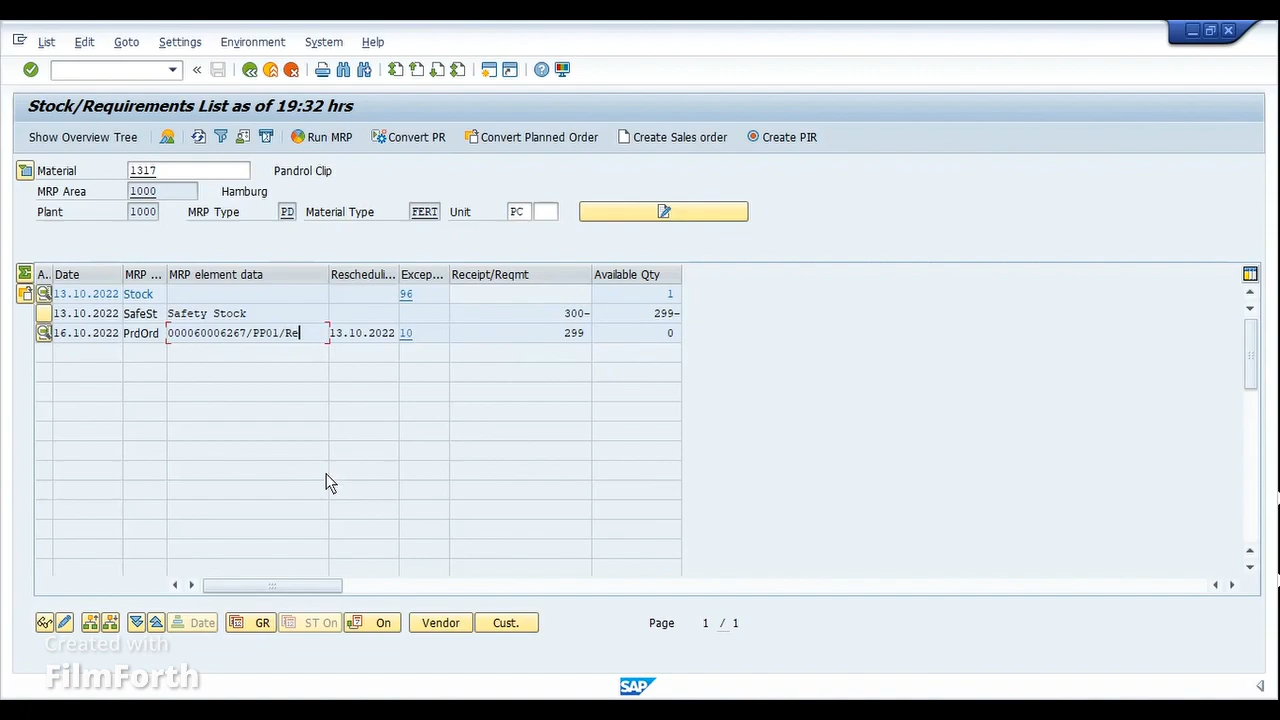 List Edit Goto Settings Environment System Help
Stock/Requirements List as of 19:32 hrs
Show Overview Tree Run MRP Convert PR Convert Planned Order Create Sales order Create PIR
Material 1317 Pandrol Clip
MRP Area 1000 Hamburg
Plant 1000 MRP Type PD Material Type FERT Unit PC
A.. Date MRP ... MRP element data Rescheduli... Excep... Receipt/Reqmt Available Qty
13.10.2022 Stock 96 1
13.10.2022 SafeSt Safety Stock 300- 299-
16.10.2022 PrdOrd 000060006267/PP01/Re 13.10.2022 10 299 0
Date GR ST On On Vendor Cust. Page 1 / 1
Created with
FilmForth
SAP